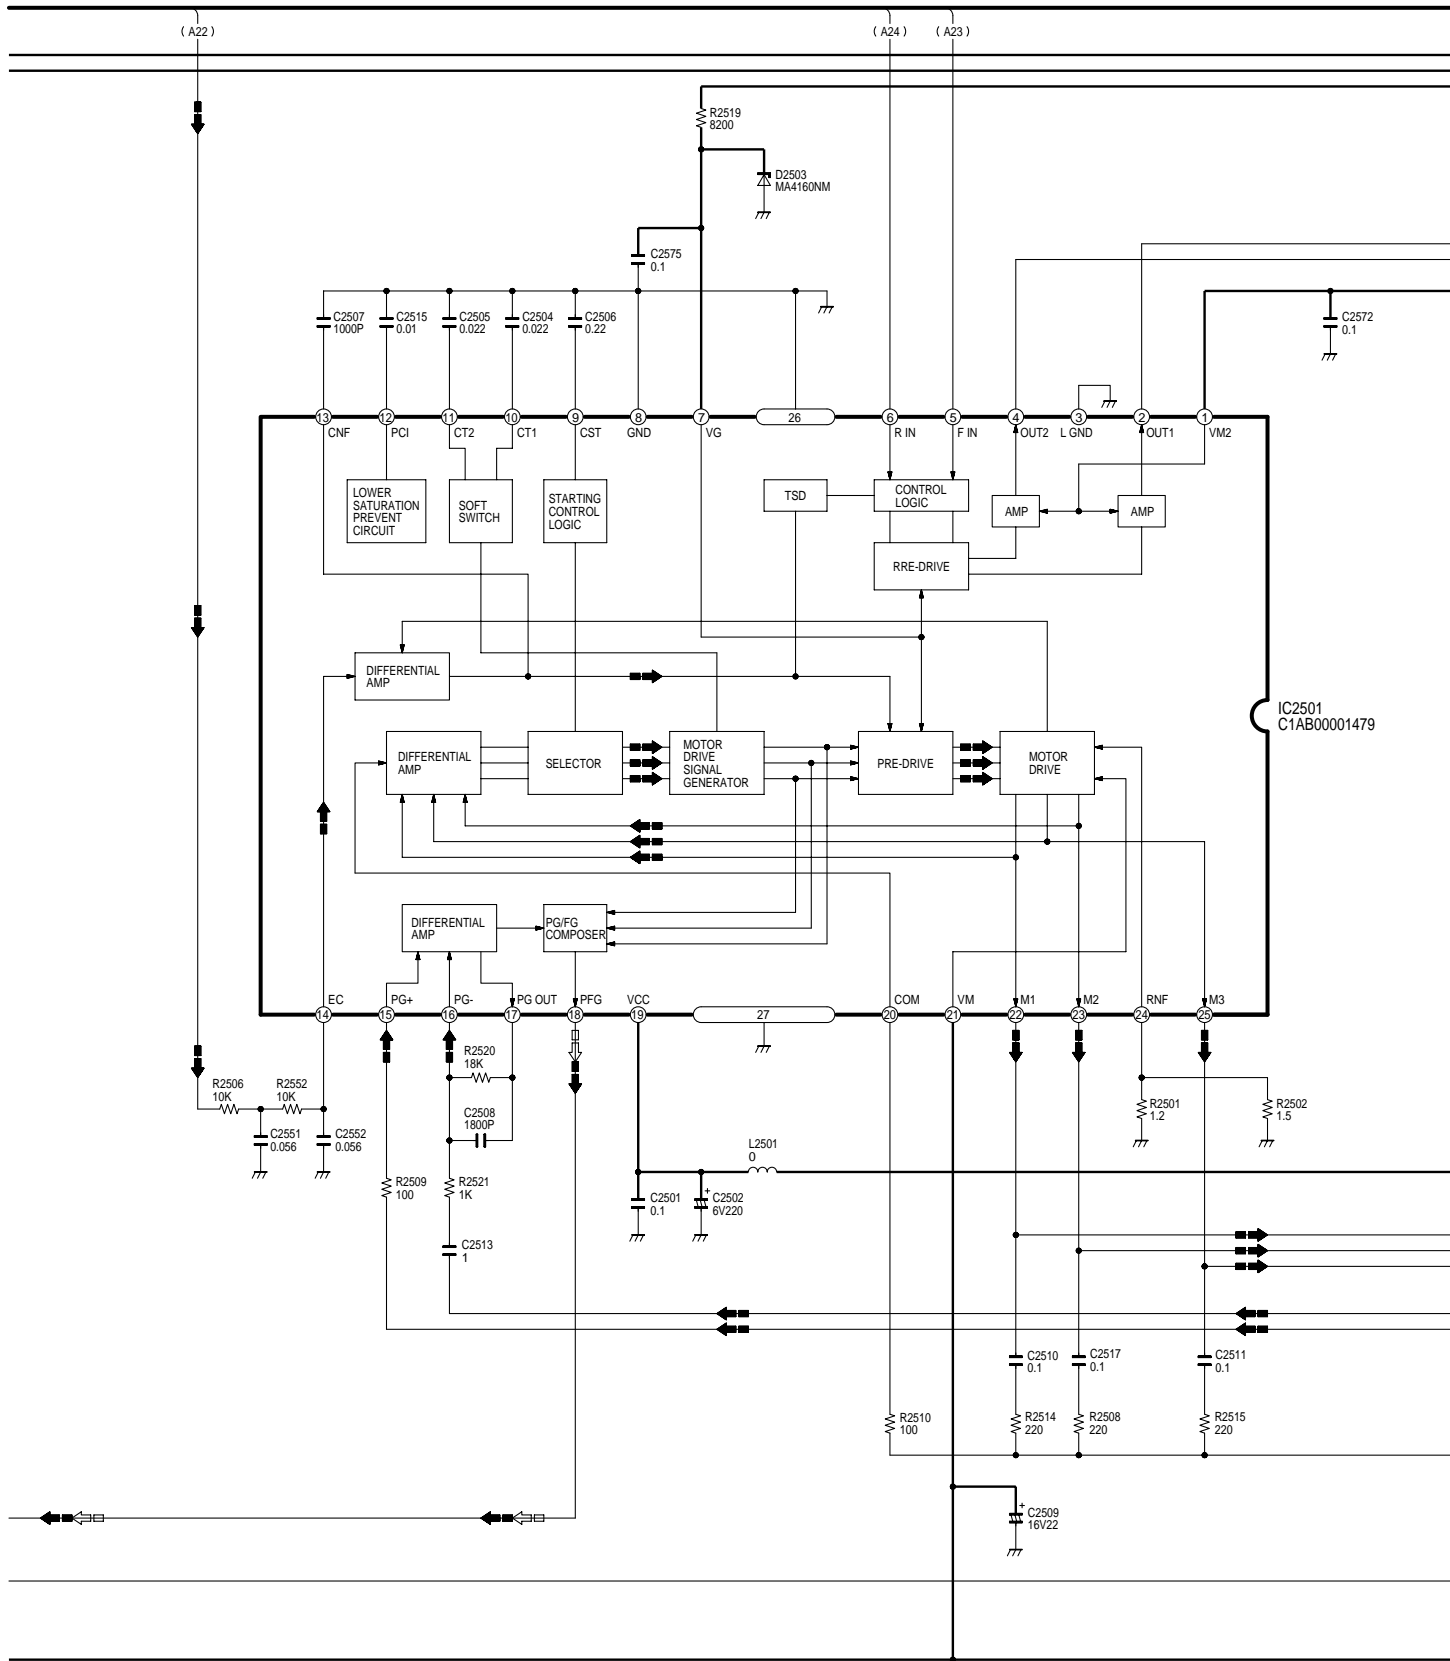 ( A22 )
( A24 )
( A23 )
R2519
8200
D2503
MA4160NM
C2575
0.1
C2507
1000P
C2515
0.01
C2505
0.022
C2504
0.022
C2506
0.22
C2572
0.1
13
12
11
10
9
8
7
26
6
5
4
3
2
1
CNF
PCI
CT2
CT1
CST
GND
VG
R IN
F IN
OUT2
L GND
OUT1
VM2
LOWER
SATURATION
PREVENT
CIRCUIT
SOFT
SWITCH
STARTING
CONTROL
LOGIC
TSD
CONTROL
LOGIC
AMP
AMP
RRE-DRIVE
DIFFERENTIAL
AMP
IC2501
C1AB00001479
DIFFERENTIAL
AMP
SELECTOR
MOTOR
DRIVE
SIGNAL
GENERATOR
PRE-DRIVE
MOTOR
DRIVE
DIFFERENTIAL
AMP
PG/FG
COMPOSER
EC
PG+
PG-
PG OUT
PFG
VCC
COM
VM
M1
M2
RNF
M3
14
15
16
17
18
19
27
20
21
22
23
24
25
R2520
18K
R2506
10K
R2552
10K
C2508
1800P
R2501
1.2
R2502
1.5
C2551
0.056
C2552
0.056
L2501
0
R2509
100
R2521
1K
C2501
0.1
+
C2502
6V220
C2513
1
C2510
0.1
C2517
0.1
C2511
0.1
R2510
100
R2514
220
R2508
220
R2515
220
+
C2509
16V22